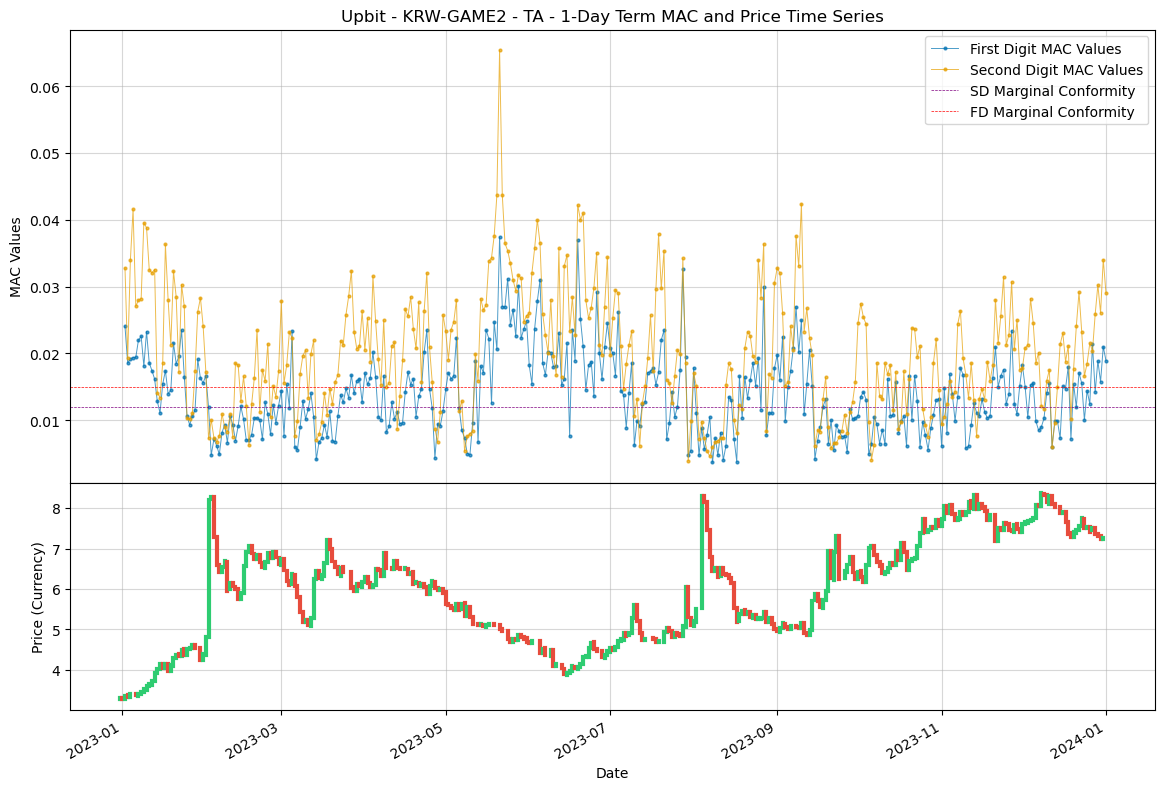 Upbit - KRW-GAME2 - TA - 1-Day Term MAC and Price Time Series
First Digit MAC Values
Second Digit MAC Values
SD Marginal Conformity
FD Marginal Conformity
MAC Values
0.06
0.05
0.04
0.03
0.02
0.01
Price (Currency)
8
7
6
5
4
2023-01
2023-03
2023-05
2023-07
2023-09
2023-11
2024-01
Date